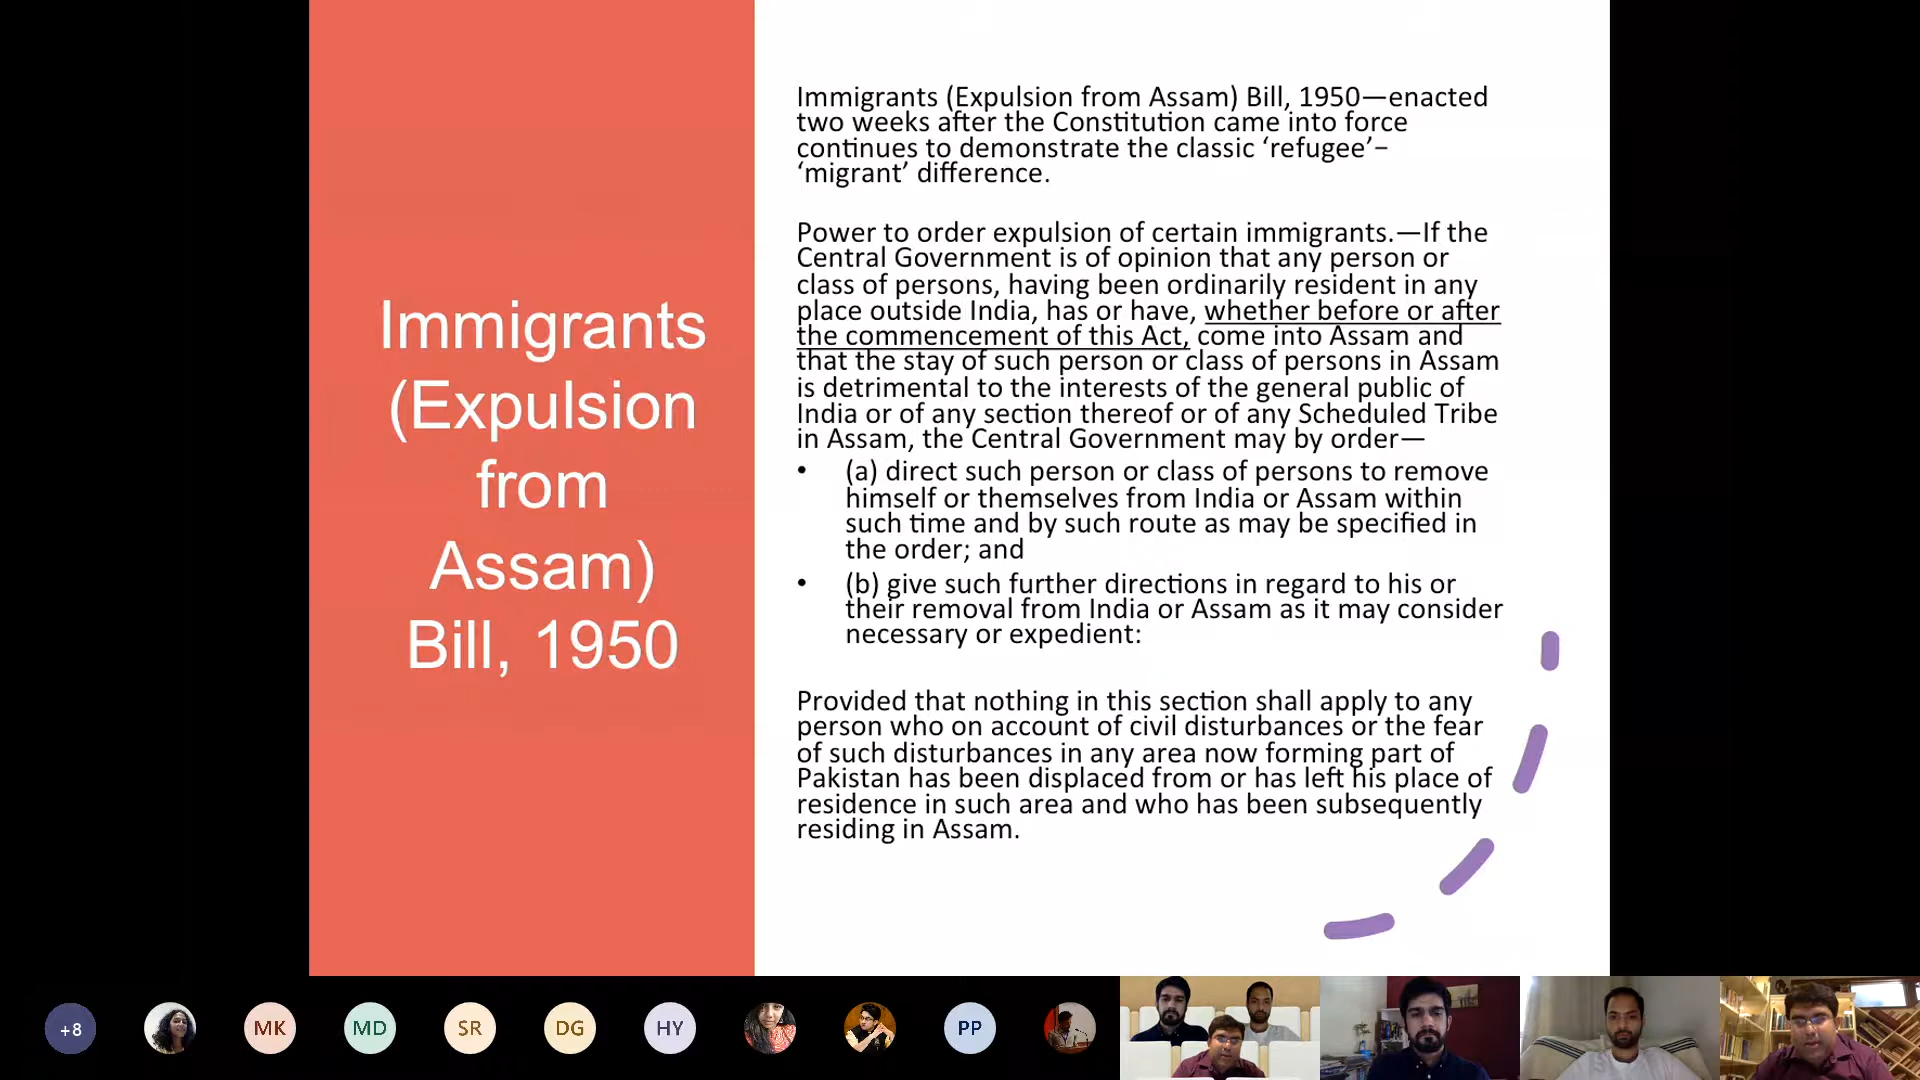 Immigrants
(Expulsion
from
Assam)
Bill, 1950
Immigrants (Expulsion from Assam) Bill, 1950—enacted
two weeks after the Constitution came into force
continues to demonstrate the classic ‘refugee’–
‘migrant’ difference.
Power to order expulsion of certain immigrants.—If the
Central Government is of opinion that any person or
class of persons, having been ordinarily resident in any
place outside India, has or have, whether before or after
the commencement of this Act, come into Assam and
that the stay of such person or class of persons in Assam
is detrimental to the interests of the general public of
India or of any section thereof or of any Scheduled Tribe
in Assam, the Central Government may by order—
• (a) direct such person or class of persons to remove
himself or themselves from India or Assam within
such time and by such route as may be specified in
the order; and
• (b) give such further directions in regard to his or
their removal from India or Assam as it may consider
necessary or expedient:
Provided that nothing in this section shall apply to any
person who on account of civil disturbances or the fear
of such disturbances in any area now forming part of
Pakistan has been displaced from or has left his place of
residence in such area and who has been subsequently
residing in Assam.
+8 MK MD SR DG HY PP